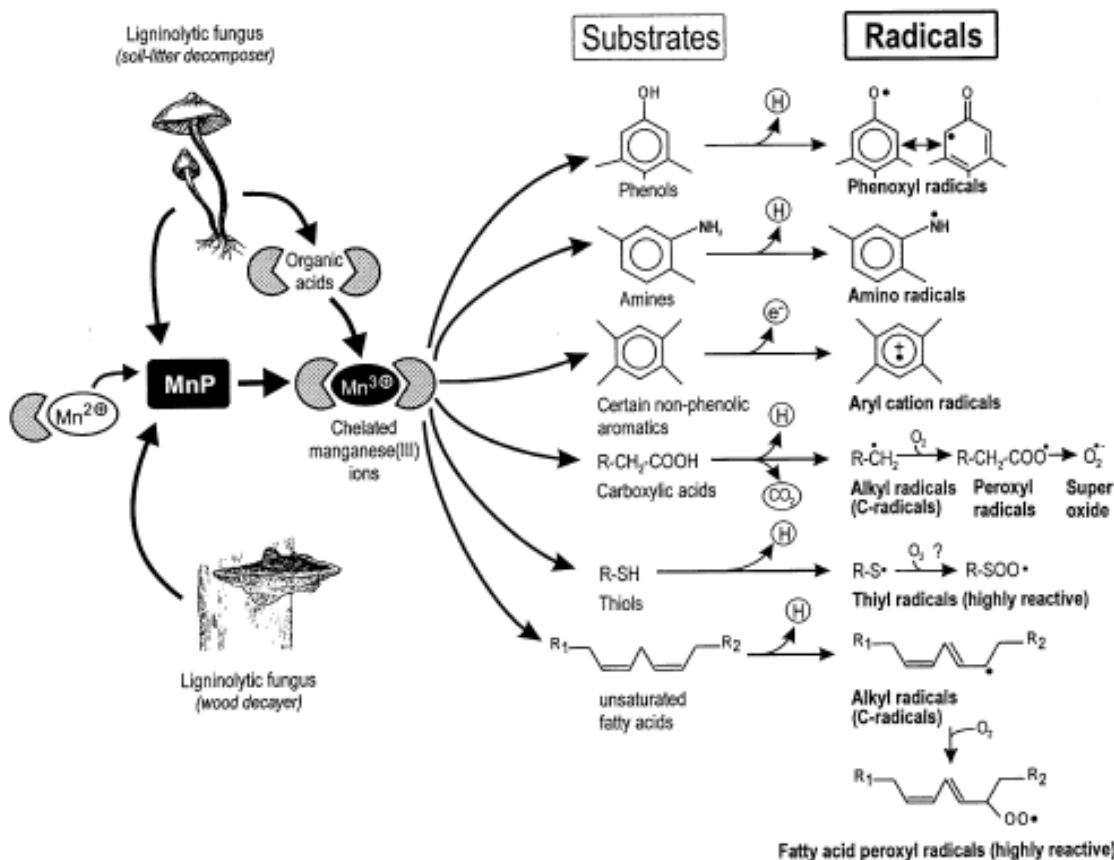 Ligninolytic fungus
(soil-litter decomposer)
Substrates
Radicals
OH
H
O•
O
Phenols
Phenoxyl radicals
Organic
acids
NH₂
H
NH
Amines
Amino radicals
e⁻
+
•
MnP
Mn³⊕
Mn²⊕
Chelated
manganese(III)
ions
Certain non-phenolic
aromatics
Aryl cation radicals
H
R-CH₂-COOH
CO₂
Carboxylic acids
R-ĊH₂
O₂
R-CH₂-COO•
O₂•⁻
Alkyl radicals
(C-radicals)
Peroxyl
radicals
Super
oxide
H
R-SH
Thiols
R-S•
O₂ ?
R-SOO•
Thiyl radicals (highly reactive)
H
R1
R2
R1
R2
unsaturated
fatty acids
Alkyl radicals
(C-radicals)
O₂
R1
R2
OO•
Fatty acid peroxyl radicals (highly reactive)
Ligninolytic fungus
(wood decayer)